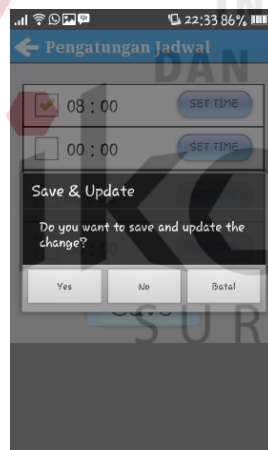 22:33 86%
Pengatungan Jadwal
DAN
08 : 00 SET TIME
00 : 00 SET TIME
Save & Update
Do you want to save and update the
change?
Yes No Batal
SUR